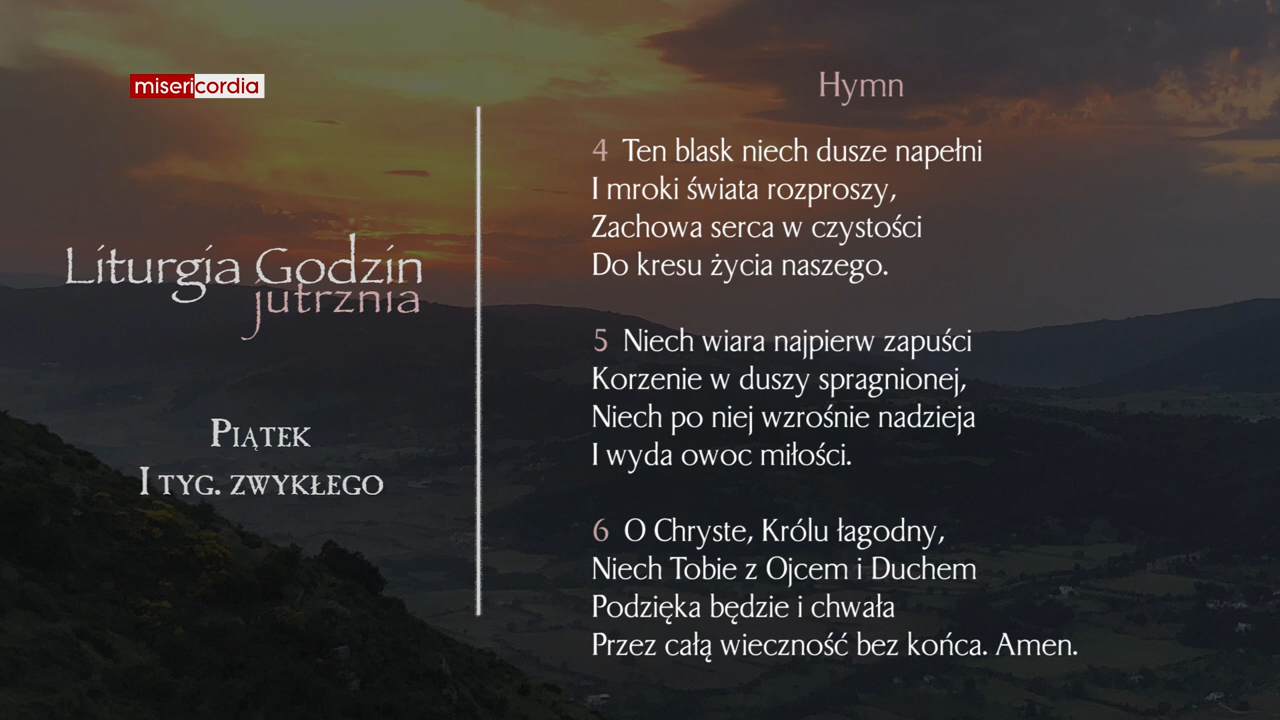 misericordia
Liturgia Godzin
jutrznia
Piątek
I tyg. zwykłego
Hymn
4 Ten blask niech dusze napełni
I mroki świata rozproszy,
Zachowa serca w czystości
Do kresu życia naszego.
5 Niech wiara najpierw zapuści
Korzenie w duszy spragnionej,
Niech po niej wzrośnie nadzieja
I wyda owoc miłości.
6 O Chryste, Królu łagodny,
Niech Tobie z Ojcem i Duchem
Podzięka będzie i chwała
Przez całą wieczność bez końca. Amen.